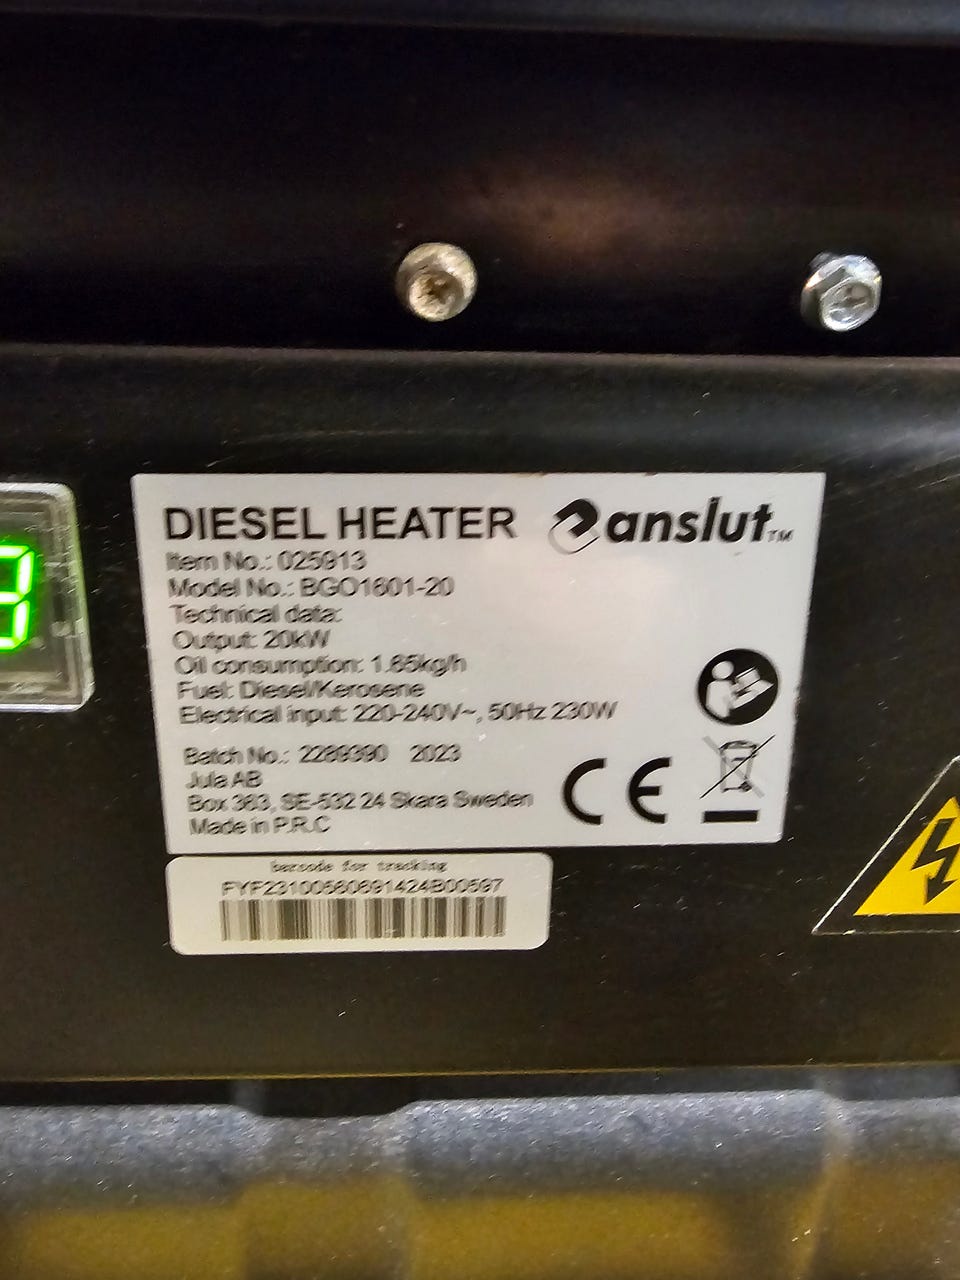 DIESEL HEATER anslut™
Item No.: 025913
Model No.: BGO1601-20
Technical data:
Output: 20kW
Oil consumption: 1.65kg/h
Fuel: Diesel/Kerosene
Electrical input: 220-240V~, 50Hz 230W
Batch No.: 2289390 2023
Jula AB
Box 363, SE-532 24 Skara Sweden
Made in P.R.C
CE
barcode for tracking
FYF23100560691424B00597